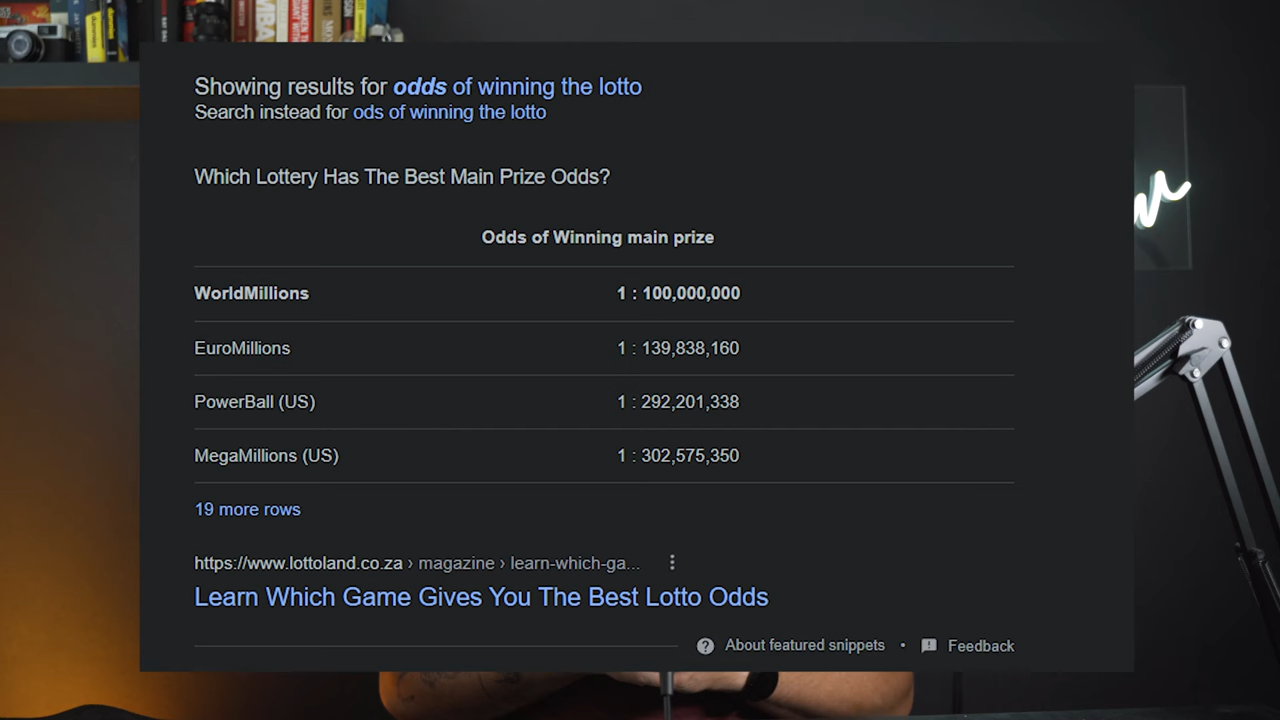 Showing results for odds of winning the lotto
Search instead for ods of winning the lotto
Which Lottery Has The Best Main Prize Odds?
Odds of Winning main prize
WorldMillions 1 : 100,000,000
EuroMillions 1 : 139,838,160
PowerBall (US) 1 : 292,201,338
MegaMillions (US) 1 : 302,575,350
19 more rows
https://www.lottoland.co.za › magazine › learn-which-ga...
Learn Which Game Gives You The Best Lotto Odds
About featured snippets • Feedback